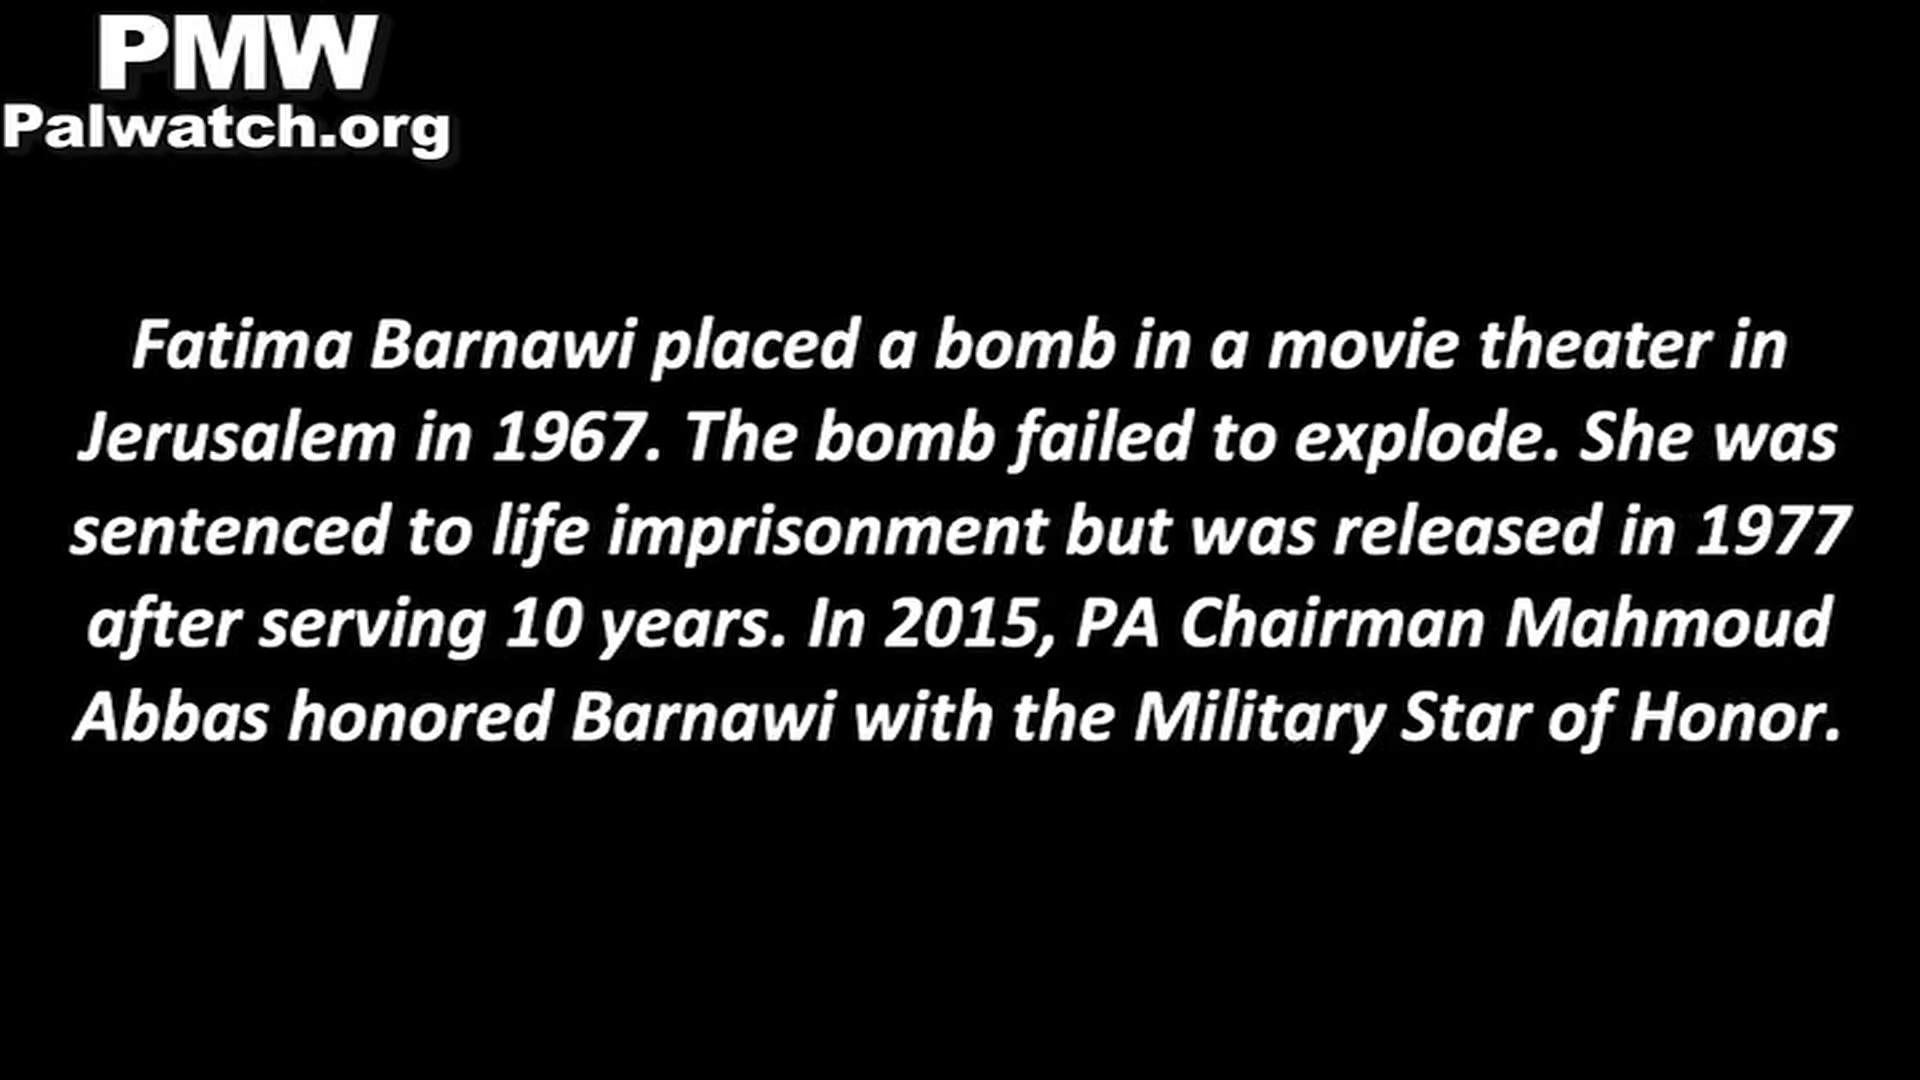 PMW
Palwatch.org
Fatima Barnawi placed a bomb in a movie theater in
Jerusalem in 1967. The bomb failed to explode. She was
sentenced to life imprisonment but was released in 1977
after serving 10 years. In 2015, PA Chairman Mahmoud
Abbas honored Barnawi with the Military Star of Honor.